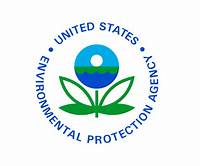 UNITED STATES
ENVIRONMENTAL PROTECTION AGENCY